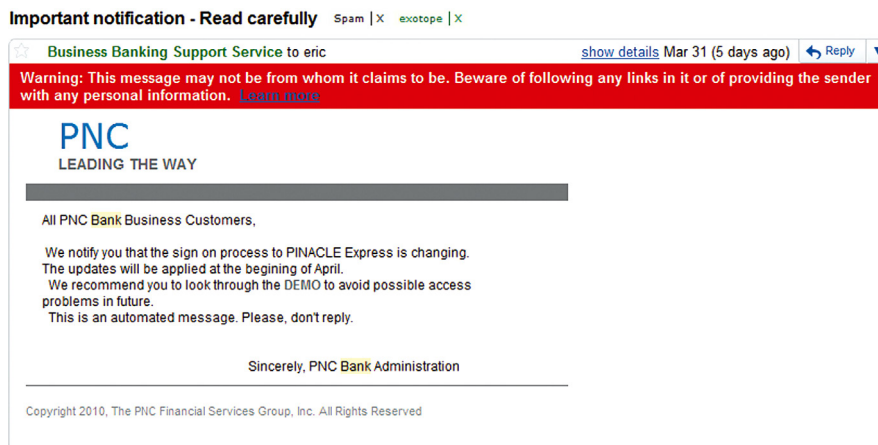 Important notification - Read carefully Spam | X exotope | X
Business Banking Support Service to eric show details Mar 31 (5 days ago) Reply
Warning: This message may not be from whom it claims to be. Beware of following any links in it or of providing the sender
with any personal information. Learn more
PNC
LEADING THE WAY
All PNC Bank Business Customers,
We notify you that the sign on process to PINACLE Express is changing.
The updates will be applied at the begining of April.
We recommend you to look through the DEMO to avoid possible access
problems in future.
This is an automated message. Please, don't reply.
Sincerely, PNC Bank Administration
Copyright 2010, The PNC Financial Services Group, Inc. All Rights Reserved